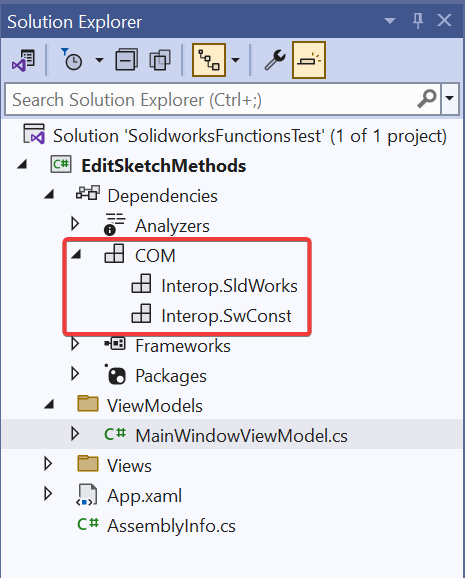 Solution Explorer
Search Solution Explorer (Ctrl+;)
Solution 'SolidworksFunctionsTest' (1 of 1 project)
C# EditSketchMethods
Dependencies
Analyzers
COM
Interop.SldWorks
Interop.SwConst
Frameworks
Packages
ViewModels
C# MainWindowViewModel.cs
Views
App.xaml
C# AssemblyInfo.cs